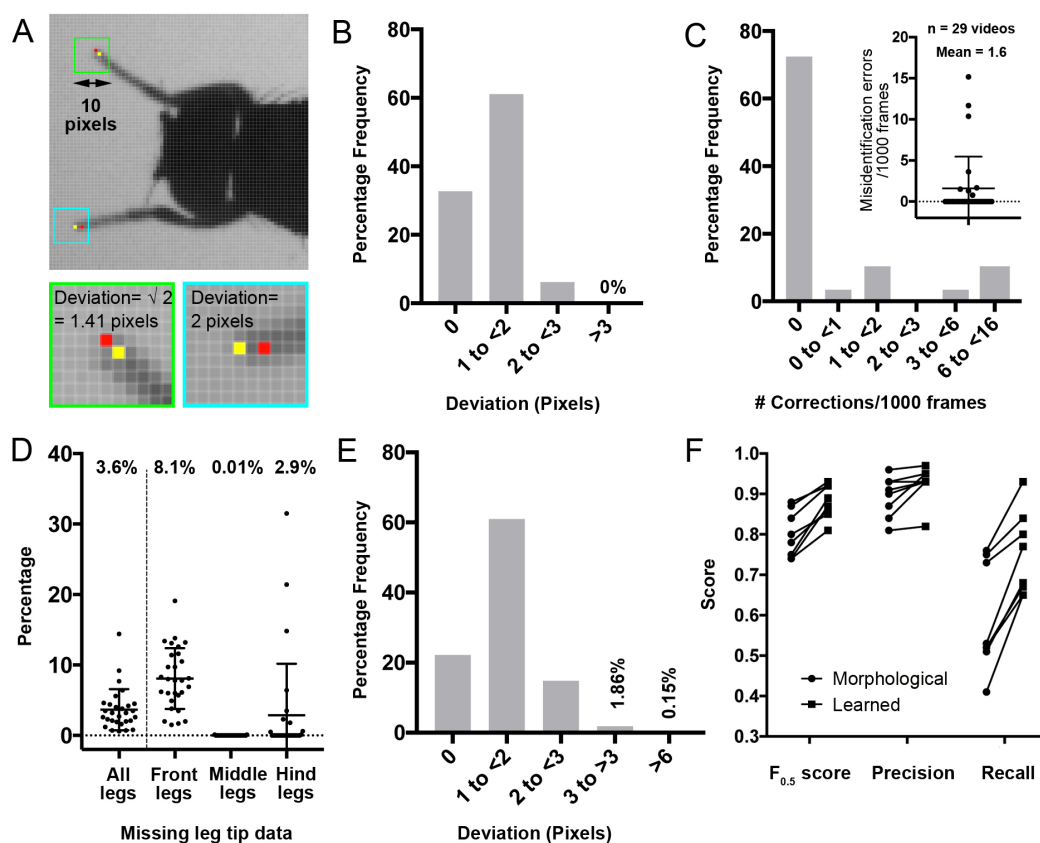 A
10
pixels
Deviation= √ 2
= 1.41 pixels
Deviation=
2 pixels
B
Percentage Frequency
80
60
40
20
0
0%
0
1 to <2
2 to <3
>3
Deviation (Pixels)
C
Percentage Frequency
80
60
40
20
0
0
0 to <1
1 to <2
2 to <3
3 to <6
6 to <16
# Corrections/1000 frames
n = 29 videos
Mean = 1.6
Misidentification errors
/1000 frames
20
15
10
5
0
D
Percentage
40
30
20
10
0
3.6% 8.1% 0.01% 2.9%
All
legs
Front
legs
Middle
legs
Hind
legs
Missing leg tip data
E
Percentage Frequency
80
60
40
20
0
1.86%
0.15%
0
1 to <2
2 to <3
3 to >3
>6
Deviation (Pixels)
F
Score
1.0
0.9
0.8
0.7
0.6
0.5
0.4
0.3
Morphological
Learned
F0.5 score Precision Recall